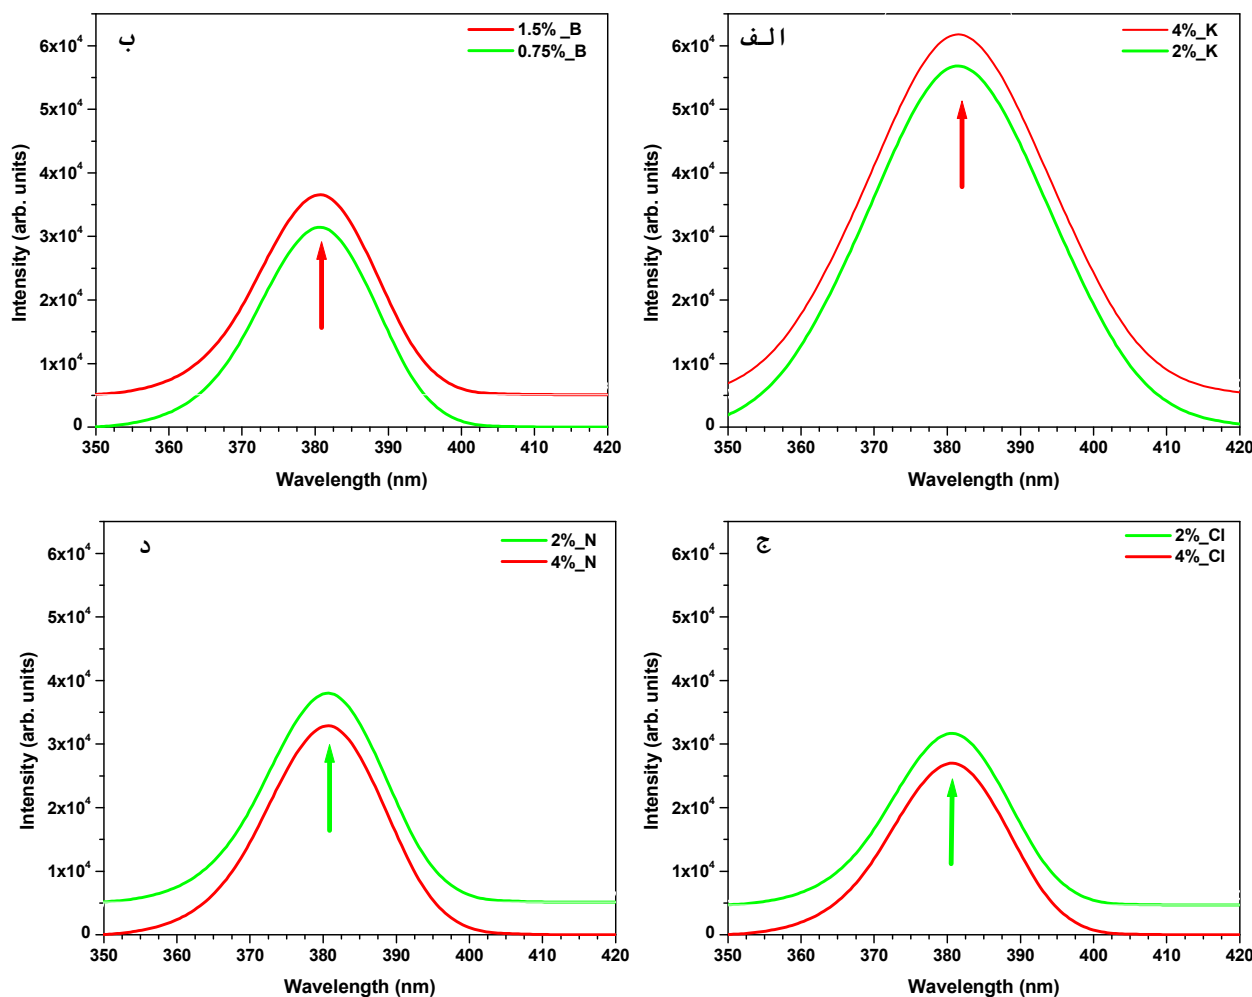 ب
1.5% _B
0.75%_B
6x10⁴
5x10⁴
4x10⁴
3x10⁴
2x10⁴
1x10⁴
0
350 360 370 380 390 400 410 420
Wavelength (nm)
Intensity (arb. units)
الف
4%_K
2%_K
6x10⁴
5x10⁴
4x10⁴
3x10⁴
2x10⁴
1x10⁴
0
350 360 370 380 390 400 410 420
Wavelength (nm)
Intensity (arb. units)
د
2%_N
4%_N
6x10⁴
5x10⁴
4x10⁴
3x10⁴
2x10⁴
1x10⁴
0
350 360 370 380 390 400 410 420
Wavelength (nm)
Intensity (arb. units)
ج
2%_Cl
4%_Cl
6x10⁴
5x10⁴
4x10⁴
3x10⁴
2x10⁴
1x10⁴
0
350 360 370 380 390 400 410 420
Wavelength (nm)
Intensity (arb. units)